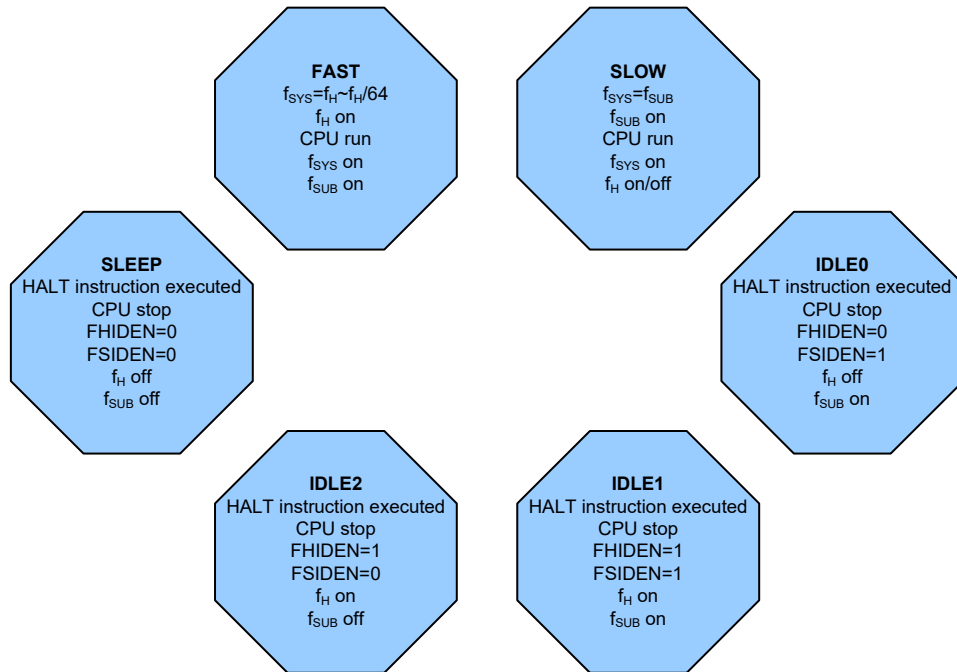 FAST
fSYS=fH~fH/64
fH on
CPU run
fSYS on
fSUB on
SLOW
fSYS=fSUB
fSUB on
CPU run
fSYS on
fH on/off
SLEEP
HALT instruction executed
CPU stop
FHIDEN=0
FSIDEN=0
fH off
fSUB off
IDLE0
HALT instruction executed
CPU stop
FHIDEN=0
FSIDEN=1
fH off
fSUB on
IDLE2
HALT instruction executed
CPU stop
FHIDEN=1
FSIDEN=0
fH on
fSUB off
IDLE1
HALT instruction executed
CPU stop
FHIDEN=1
FSIDEN=1
fH on
fSUB on